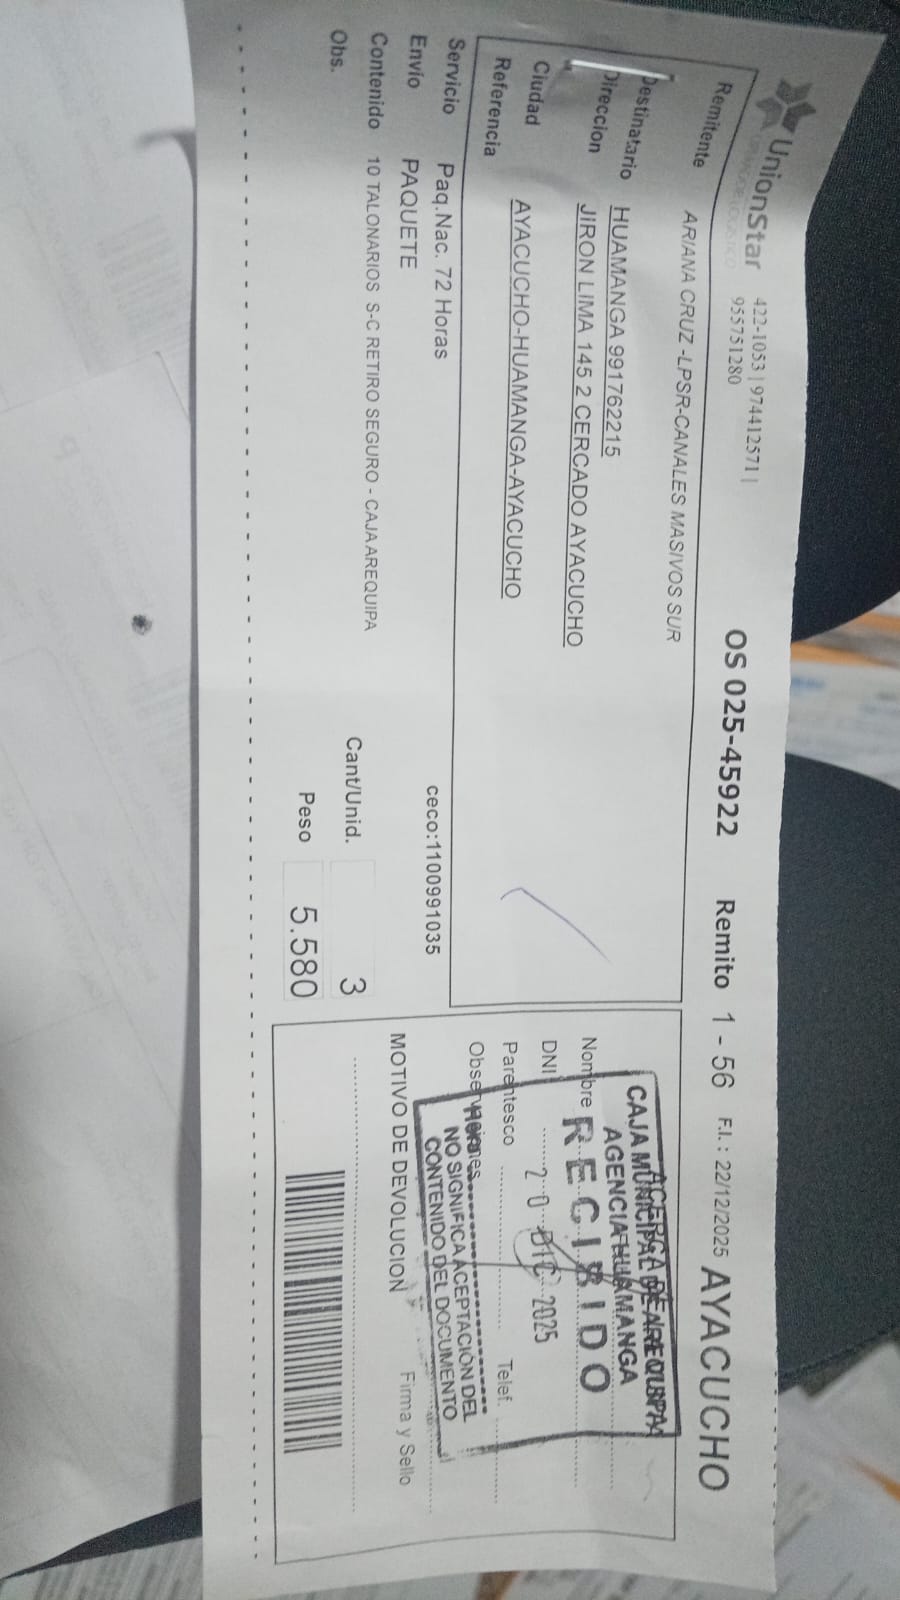 UnionStar 422-1053 | 974412571 |
955751280
OS 025-45922 Remito 1 - 56 F.I.: 22/12/2025 AYACUCHO
Remitente ARIANA CRUZ -LPSR-CANALES MASIVOS SUR
Destinatario HUAMANGA 991762215
Direccion JIRON LIMA 145 2 CERCADO AYACUCHO
Ciudad AYACUCHO-HUAMANGA-AYACUCHO
Referencia
Servicio Paq.Nac. 72 Horas
ceco:1100991035
Envío PAQUETE
Contenido 10 TALONARIOS S-C RETIRO SEGURO - CAJA AREQUIPA
Obs.
Cant/Unid. 3
Peso 5.580
CAJA MUNICIPAL DE AREQUIPA
AGENCIA HUAMANGA
Nombre
RECIBIDO
DNI
20 DIC 2025
Parentesco Telef.
Observaciones
NO SIGNIFICA ACEPTACIÓN DEL
CONTENIDO DEL DOCUMENTO
MOTIVO DE DEVOLUCION Firma y Sello